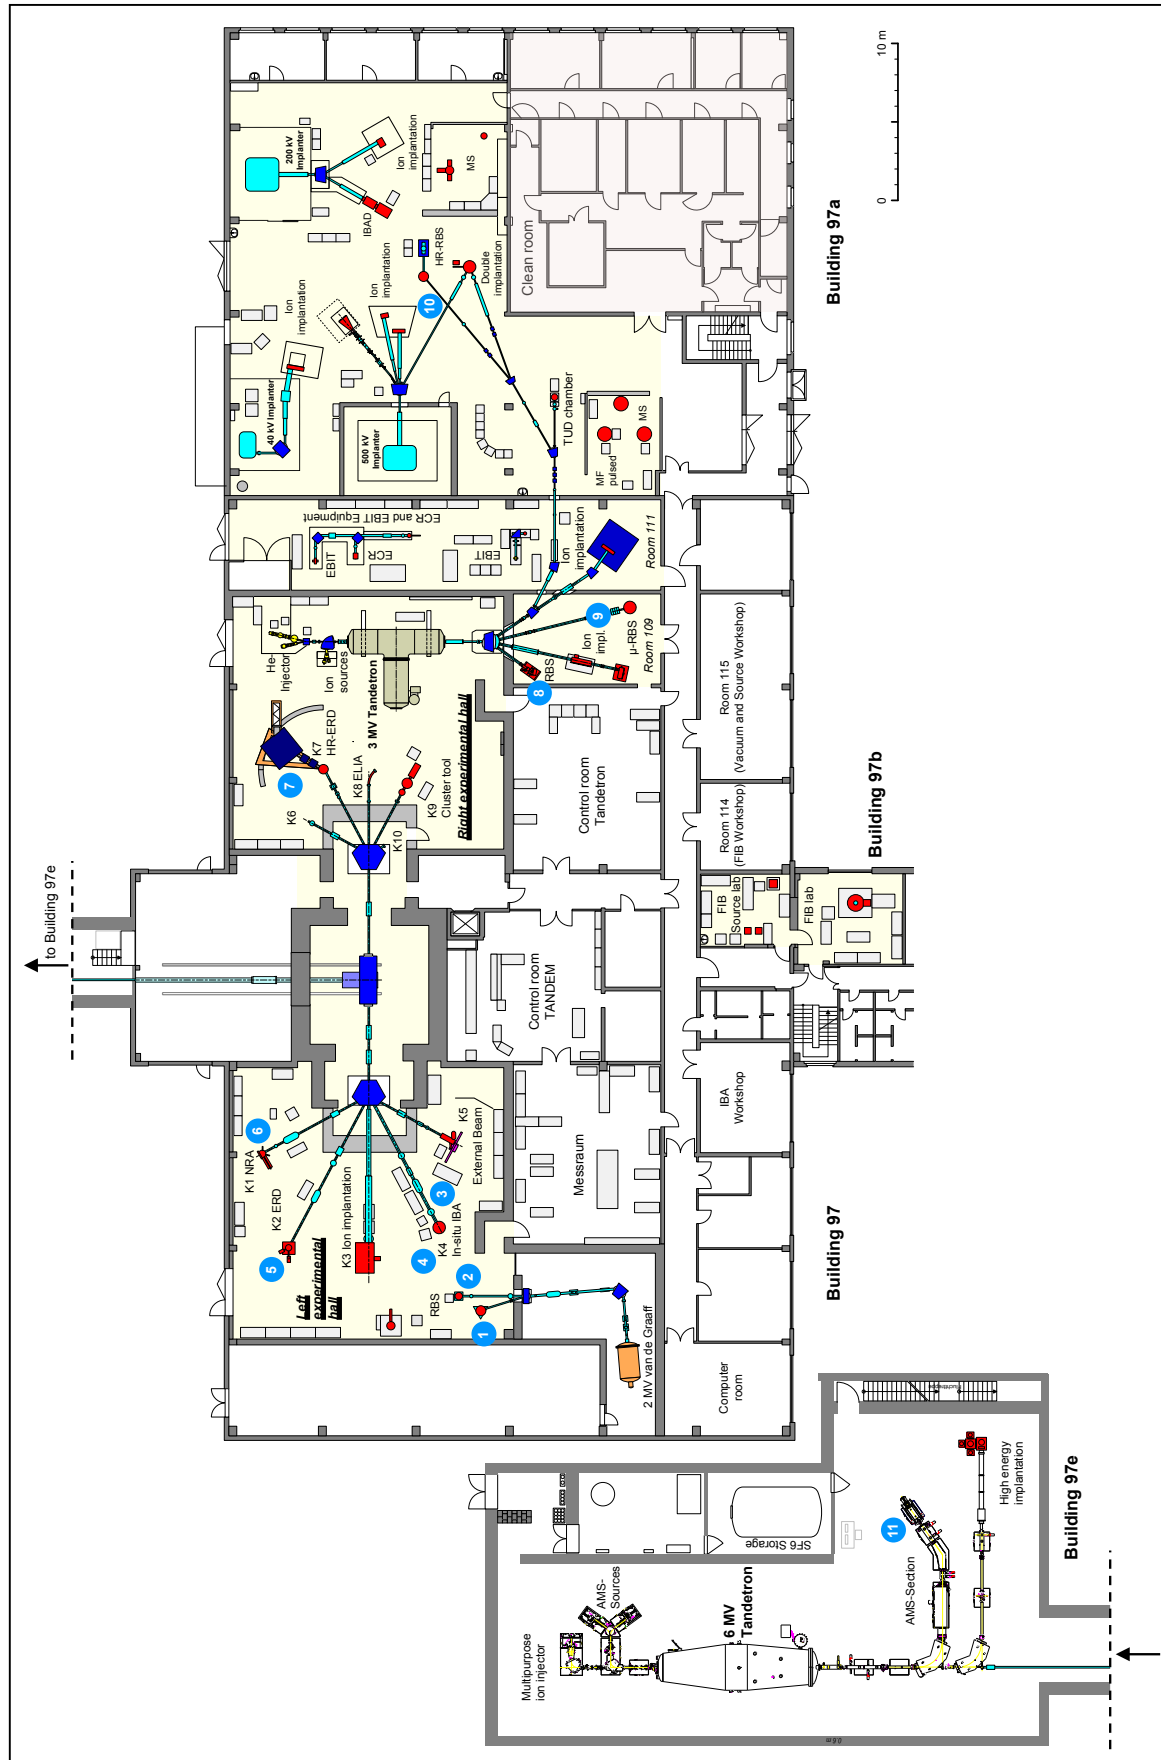 10 m
0
200 kV
Implanter
Ion
implantation
MS
IBAD
HR-RBS
Double
implantation
Ion
implantation
Ion
implantation
10
40 kV Implanter
500 kV
Implanter
Clean room
Building 97a
TUD chamber
MF
pulsed
MS
ECR and EBIT Equipment
EBIT
ECR
EBIT
Ion
implantation
Room 111
He-
Injector
Ion
sources
3 MV Tandetron
RBS
8
Ion
impl.
9
µ-RBS
Room 109
K7
HR-ERD
7
K6
K8 ELIA
K9
Cluster tool
K10
Right experimental hall
Control room
Tandetron
Room 115
(Vacuum and Source Workshop)
Room 114
(FIB Workshop)
Building 97b
FIB
Source lab
FIB lab
to Building 97e
Control room
TANDEM
IBA
Workshop
Messraum
6
K1 NRA
K2 ERD
5
K3 Ion implantation
K4
In-situ IBA
3
4
K5
External Beam
Left
experimental
hall
RBS
2
1
2 MV van de Graaff
Building 97
Computer
room
SF6 Storage
AMS-
Sources
Multipurpose
ion injector
6 MV
Tandetron
11
AMS-Section
High energy
implantation
Building 97e
0.6 m